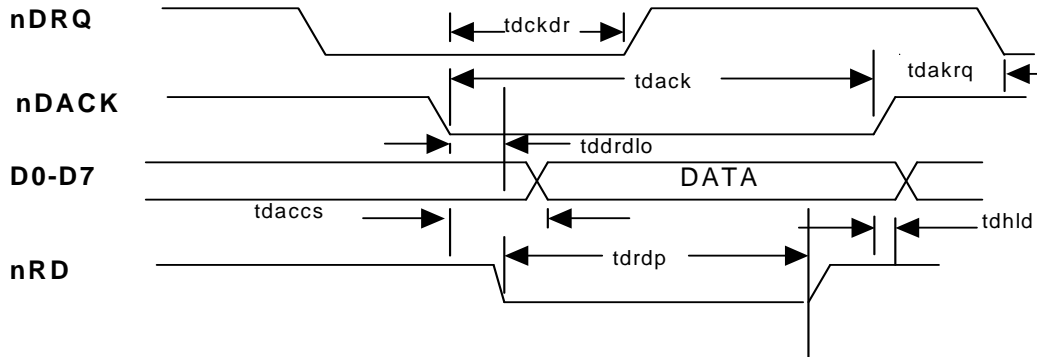 nDRQ
tdckdr
tdack
tdakrq
nDACK
tddrdlo
D0-D7
DATA
tdaccs
tdhld
tdrdp
nRD